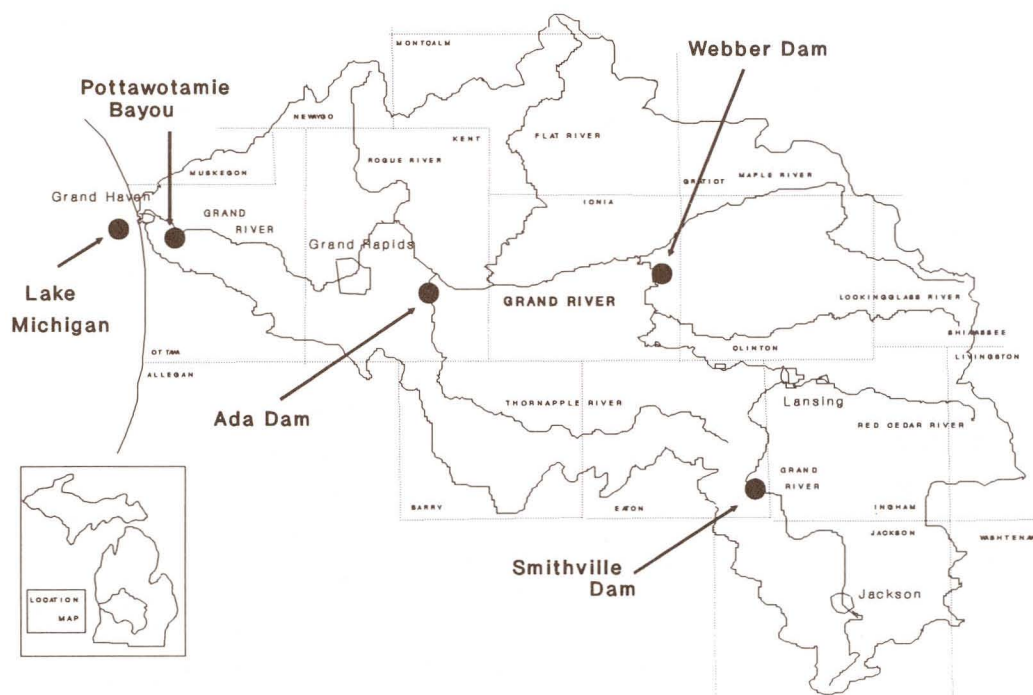 MONTCALM
Webber Dam
Pottawotamie
Bayou
NEWAYGO
KENT
FLAT RIVER
ROGUE RIVER
MUSKEGON
GRATIOT
MAPLE RIVER
Grand Haven
IONIA
GRAND
RIVER
Grand Rapids
Lake
Michigan
GRAND RIVER
LOOKINGGLASS RIVER
SHIAWASSEE
OTTAWA
ALLEGAN
CLINTON
LIVINGSTON
Ada Dam
THORNAPPLE RIVER
Lansing
RED CEDAR RIVER
GRAND
RIVER
BARRY
EATON
INGHAM
JACKSON
WASHTENAW
Smithville
Dam
Jackson
LOCATION
MAP